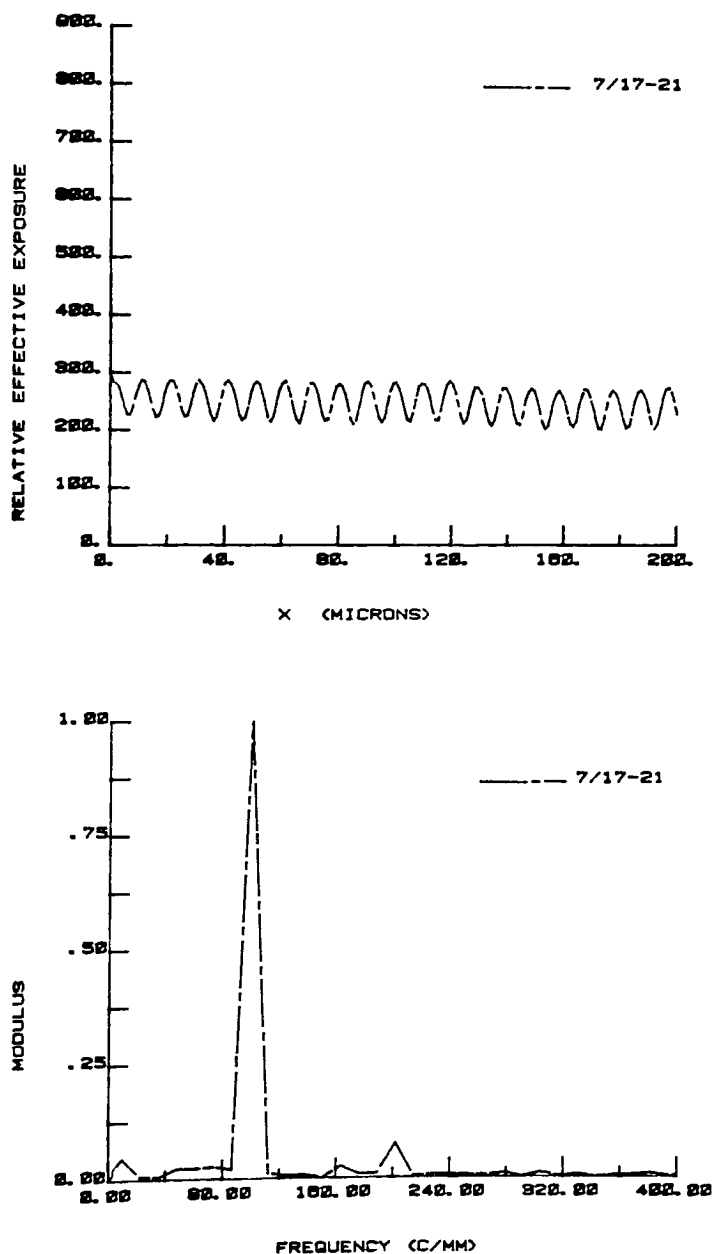 900.
800.
7/17-21
700.
600.
500.
400.
300.
200.
100.
0.
RELATIVE EFFECTIVE EXPOSURE
0. 40. 80. 120. 160. 200.
X (MICRONS)
1.00
7/17-21
.75
.50
.25
0.00
MODULUS
0.00 80.00 160.00 240.00 320.00 400.00
FREQUENCY (C/MM)